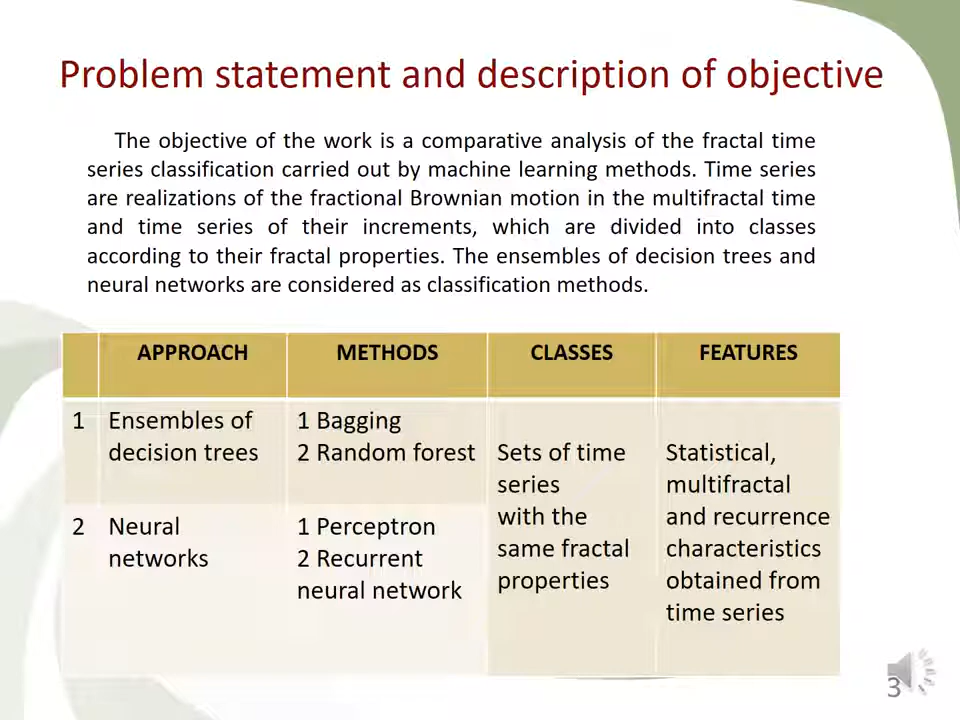 Problem statement and description of objective
The objective of the work is a comparative analysis of the fractal time
series classification carried out by machine learning methods. Time series
are realizations of the fractional Brownian motion in the multifractal time
and time series of their increments, which are divided into classes
according to their fractal properties. The ensembles of decision trees and
neural networks are considered as classification methods.
APPROACH METHODS CLASSES FEATURES
1 Ensembles of
decision trees
1 Bagging
2 Random forest
2 Neural
networks
1 Perceptron
2 Recurrent
neural network
Sets of time
series
with the
same fractal
properties
Statistical,
multifractal
and recurrence
characteristics
obtained from
time series
3